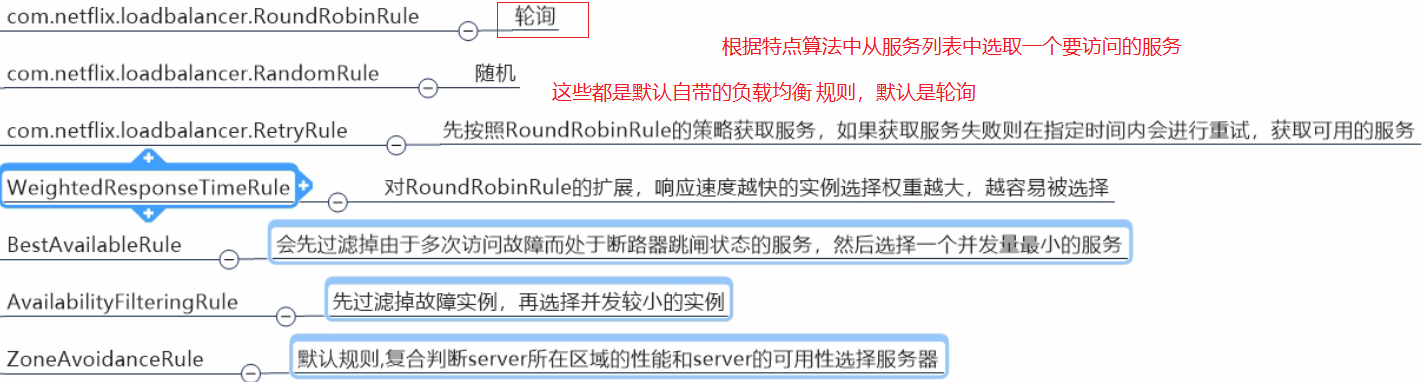 com.netflix.loadbalancer.RoundRobinRule 轮询
根据特点算法中从服务列表中选取一个要访问的服务
com.netflix.loadbalancer.RandomRule 随机
这些都是默认自带的负载均衡 规则，默认是轮询
com.netflix.loadbalancer.RetryRule 先按照RoundRobinRule的策略获取服务，如果获取服务失败则在指定时间内会进行重试，获取可用的服务
WeightedResponseTimeRule 对RoundRobinRule的扩展，响应速度越快的实例选择权重越大，越容易被选择
BestAvailableRule 会先过滤掉由于多次访问故障而处于断路器跳闸状态的服务，然后选择一个并发量最小的服务
AvailabilityFilteringRule 先过滤掉故障实例，再选择并发较小的实例
ZoneAvoidanceRule 默认规则,复合判断server所在区域的性能和server的可用性选择服务器